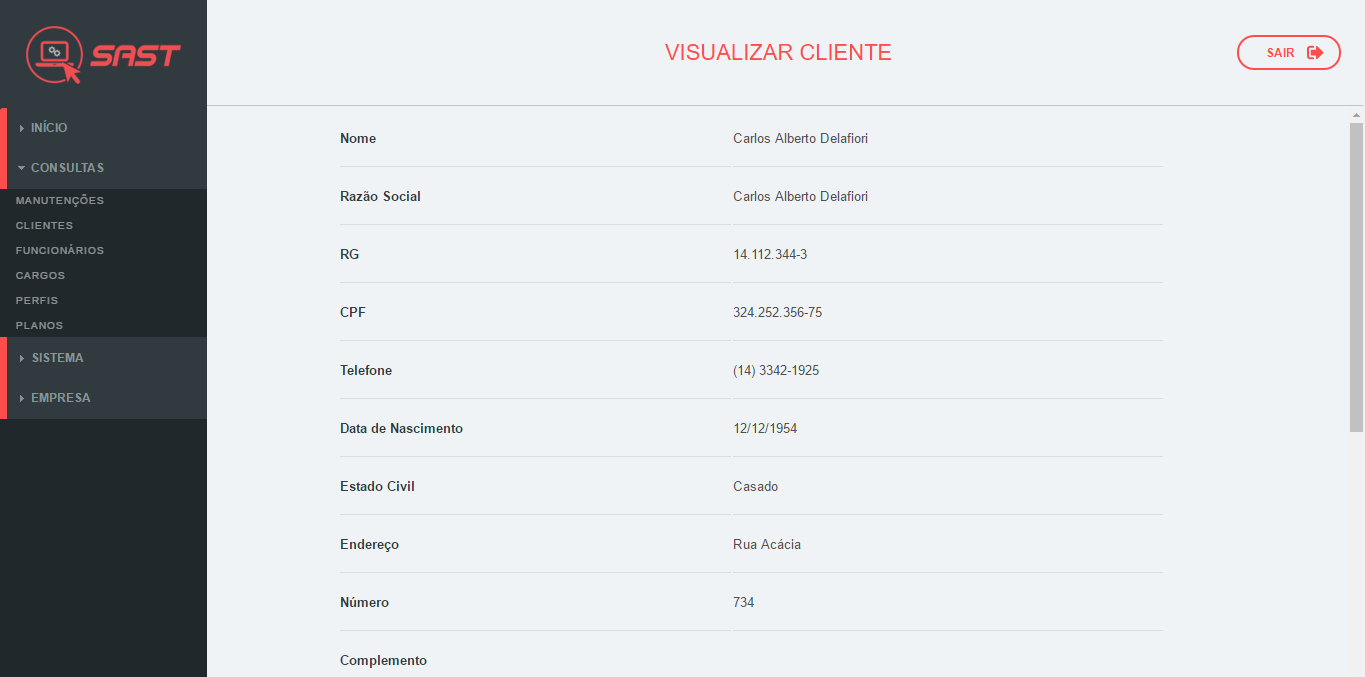 SAST
VISUALIZAR CLIENTE
SAIR
INÍCIO
CONSULTAS
MANUTENÇÕES
CLIENTES
FUNCIONÁRIOS
CARGOS
PERFIS
PLANOS
SISTEMA
EMPRESA
Nome Carlos Alberto Delafiori
Razão Social Carlos Alberto Delafiori
RG 14.112.344-3
CPF 324.252.356-75
Telefone (14) 3342-1925
Data de Nascimento 12/12/1954
Estado Civil Casado
Endereço Rua Acácia
Número 734
Complemento